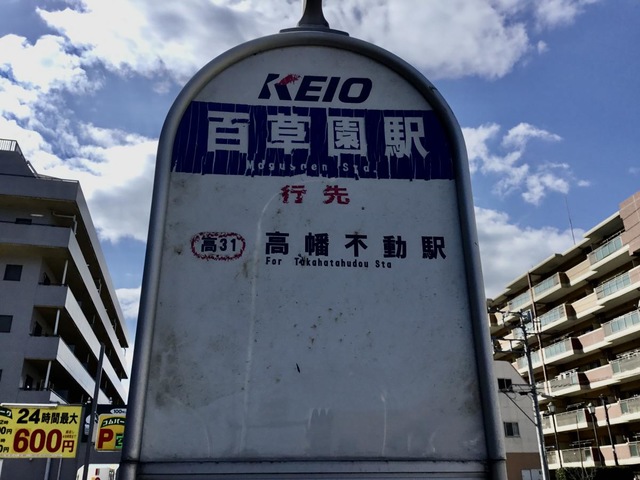 KEIO
百草園駅
Mogusaen Sta.
行先
高31 高幡不動駅
For Takahatahudou Sta
24時間最大
600円
P